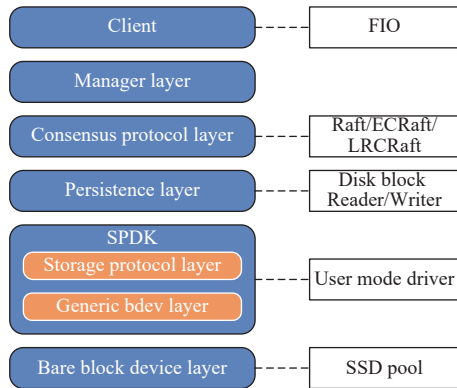 Client
FIO
Manager layer
Consensus protocol layer
Raft/ECRaft/
LRCRaft
Persistence layer
Disk block
Reader/Writer
SPDK
Storage protocol layer
Generic bdev layer
User mode driver
Bare block device layer
SSD pool